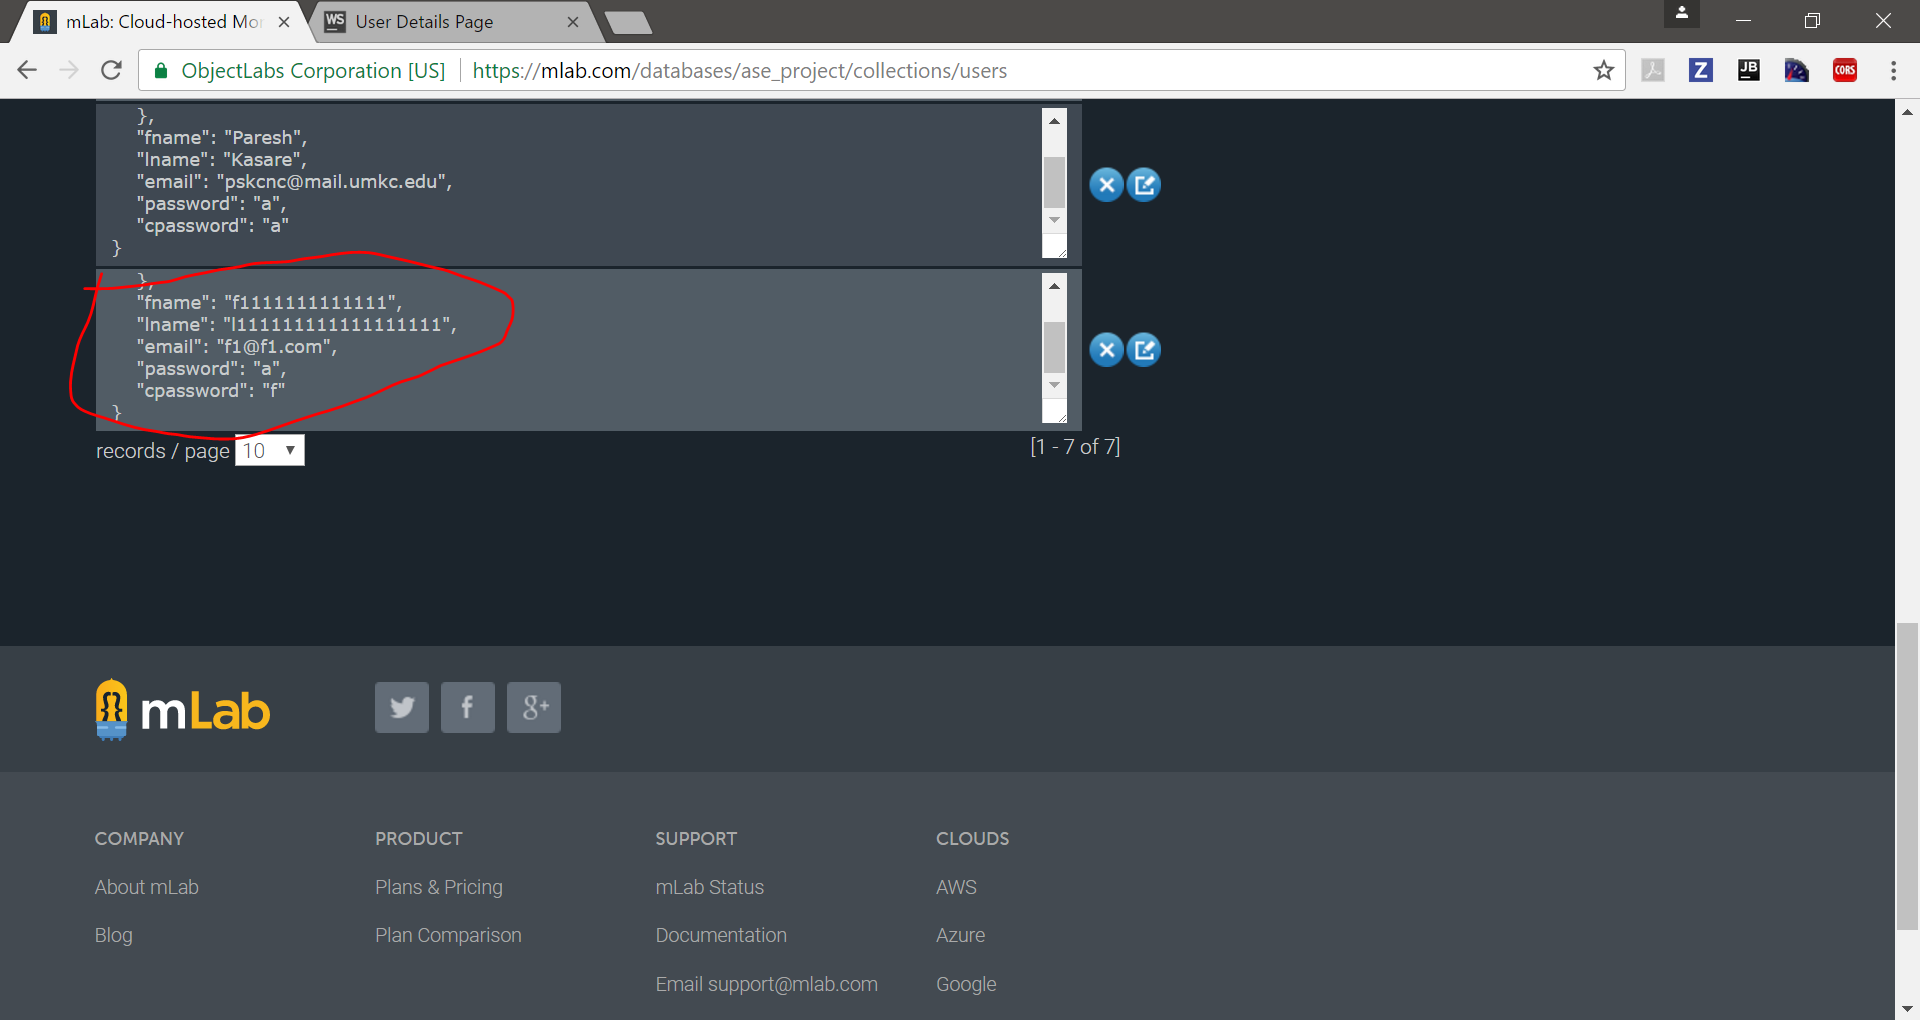 mLab: Cloud-hosted Mo
WS User Details Page
ObjectLabs Corporation [US] https://mlab.com/databases/ase_project/collections/users
Z JB CORS
},
"fname": "Paresh",
"lname": "Kasare",
"email": "pskcnc@mail.umkc.edu",
"password": "a",
"cpassword": "a"
}
},
"fname": "f1111111111111",
"lname": "l111111111111111111",
"email": "f1@f1.com",
"password": "a",
"cpassword": "f"
}
records / page 10
[1 - 7 of 7]
mLab
f g+
COMPANY PRODUCT SUPPORT CLOUDS
About mLab Plans & Pricing mLab Status AWS
Blog Plan Comparison Documentation Azure
Email support@mlab.com Google